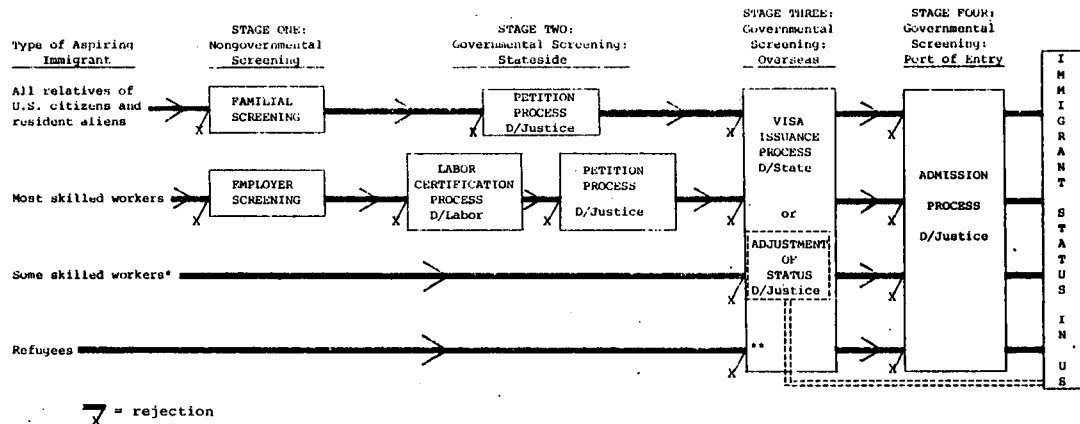 Type of Aspiring
Immigrant
STAGE ONE:
Nongovernmental
Screening
STAGE TWO:
Governmental Screening:
Stateside
STAGE THREE:
Governmental
Screening:
Overseas
STAGE FOUR:
Governmental
Screening:
Port of Entry
All relatives of
U.S. citizens and
resident aliens
X
FAMILIAL
SCREENING
X
PETITION
PROCESS
D/Justice
X
VISA
ISSUANCE
PROCESS
D/State
or
X
ADMISSION
PROCESS
D/Justice
Most skilled workers
X
EMPLOYER
SCREENING
X
LABOR
CERTIFICATION
PROCESS
D/Labor
X
PETITION
PROCESS
D/Justice
X
X
Some skilled workers*
X
ADJUSTMENT
OF
STATUS
D/Justice
X
Refugees
X
**
X
IMMIGRANT STATUS IN US
X = rejection